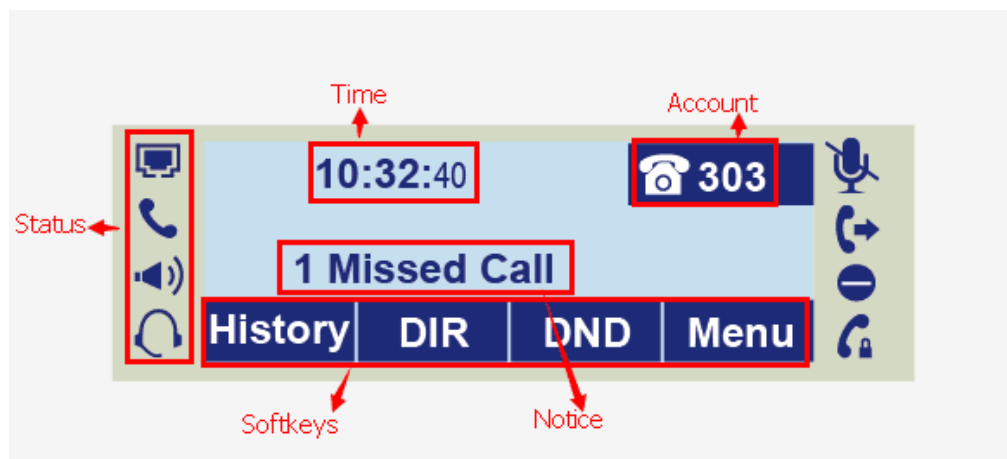 Time
Account
10:32:40
303
Status
1 Missed Call
History DIR DND Menu
Softkeys
Notice